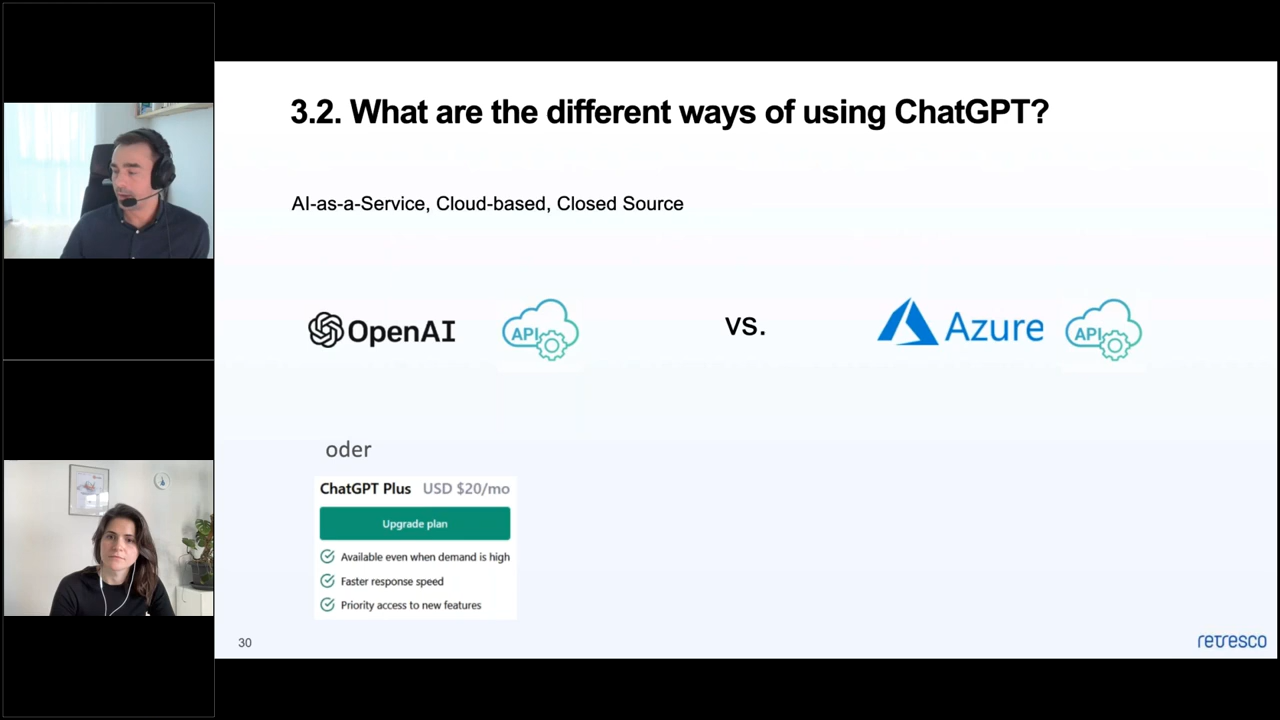 3.2. What are the different ways of using ChatGPT?
AI-as-a-Service, Cloud-based, Closed Source
OpenAI API vs. Azure API
oder
ChatGPT Plus USD $20/mo
Upgrade plan
Available even when demand is high
Faster response speed
Priority access to new features
30
retresco